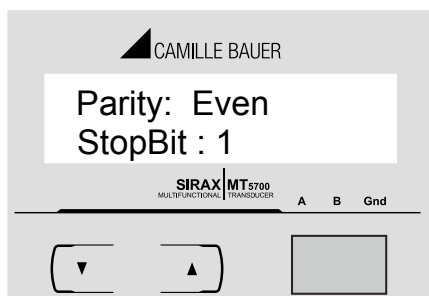 CAMILLE BAUER
Parity: Even
StopBit : 1
SIRAX MT5700
MULTIFUNCTIONAL TRANSDUCER
A B Gnd